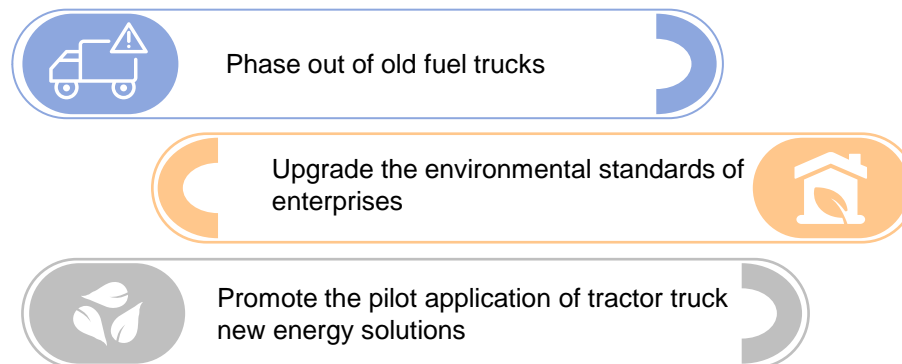 Phase out of old fuel trucks
Upgrade the environmental standards of
enterprises
Promote the pilot application of tractor truck
new energy solutions